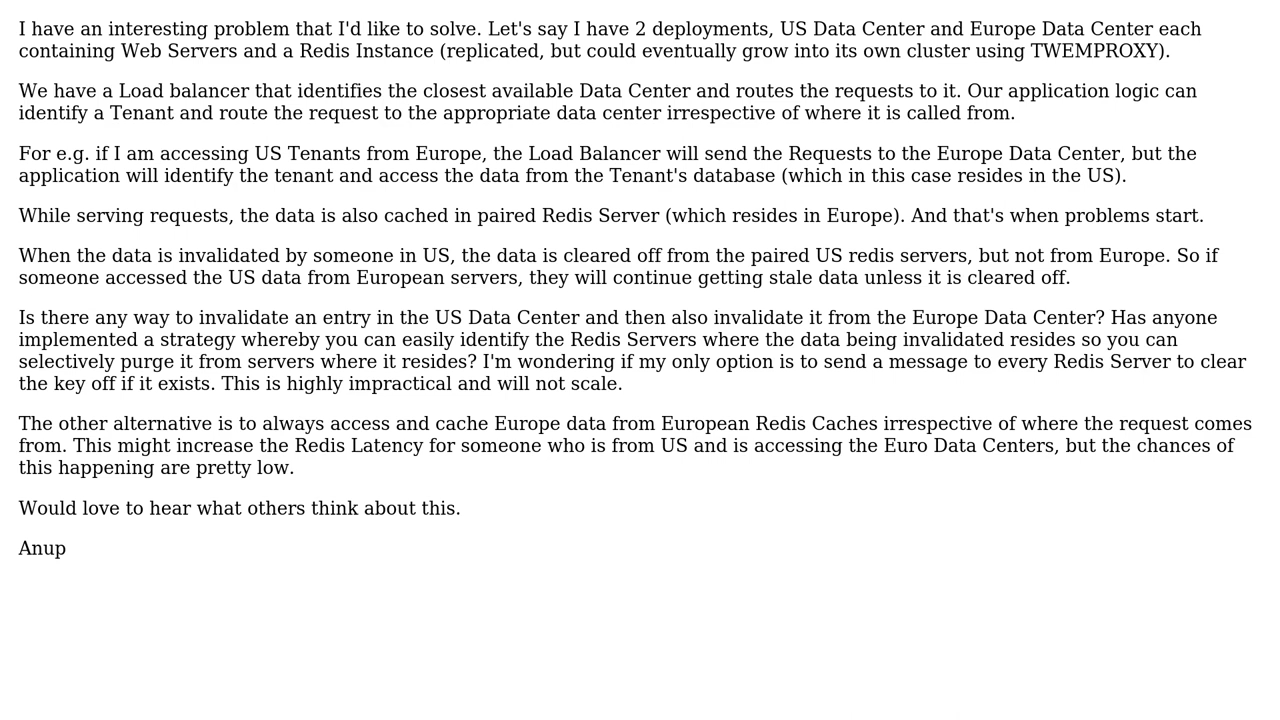 I have an interesting problem that I'd like to solve. Let's say I have 2 deployments, US Data Center and Europe Data Center each
containing Web Servers and a Redis Instance (replicated, but could eventually grow into its own cluster using TWEMPROXY).
We have a Load balancer that identifies the closest available Data Center and routes the requests to it. Our application logic can
identify a Tenant and route the request to the appropriate data center irrespective of where it is called from.
For e.g. if I am accessing US Tenants from Europe, the Load Balancer will send the Requests to the Europe Data Center, but the
application will identify the tenant and access the data from the Tenant's database (which in this case resides in the US).
While serving requests, the data is also cached in paired Redis Server (which resides in Europe). And that's when problems start.
When the data is invalidated by someone in US, the data is cleared off from the paired US redis servers, but not from Europe. So if
someone accessed the US data from European servers, they will continue getting stale data unless it is cleared off.
Is there any way to invalidate an entry in the US Data Center and then also invalidate it from the Europe Data Center? Has anyone
implemented a strategy whereby you can easily identify the Redis Servers where the data being invalidated resides so you can
selectively purge it from servers where it resides? I'm wondering if my only option is to send a message to every Redis Server to clear
the key off if it exists. This is highly impractical and will not scale.
The other alternative is to always access and cache Europe data from European Redis Caches irrespective of where the request comes
from. This might increase the Redis Latency for someone who is from US and is accessing the Euro Data Centers, but the chances of
this happening are pretty low.
Would love to hear what others think about this.
Anup